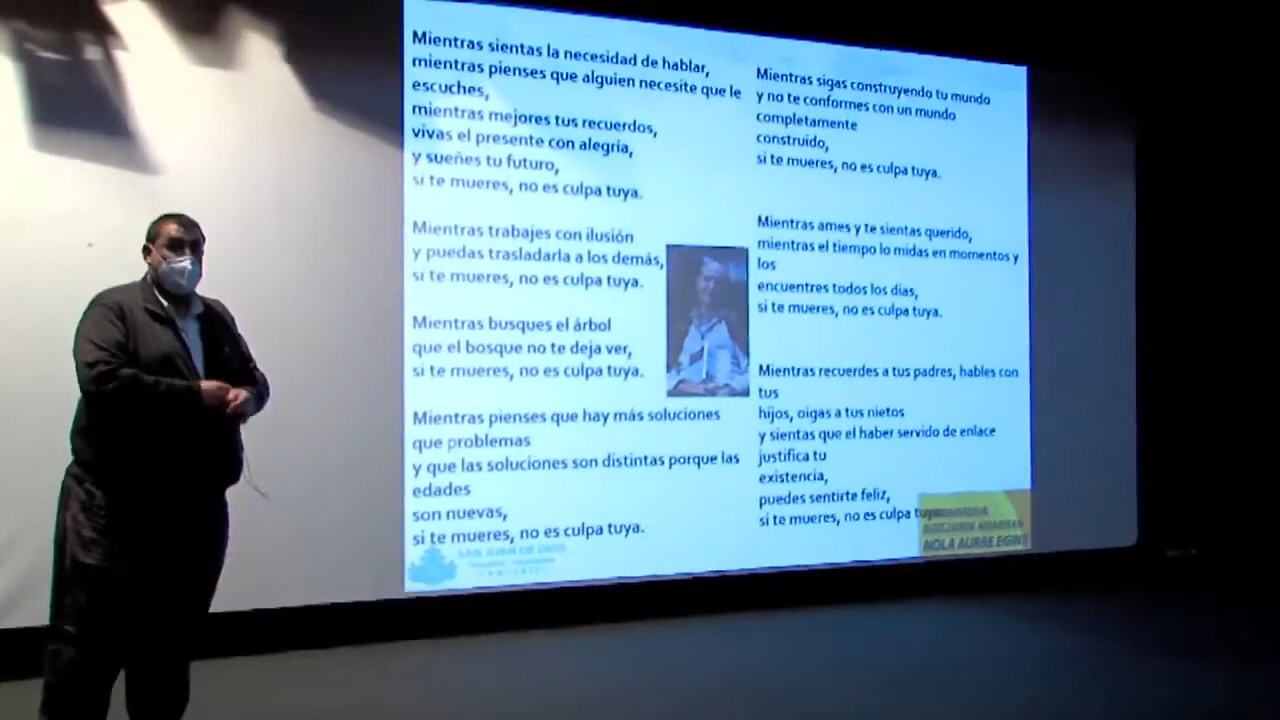 Mientras sientas la necesidad de hablar,
mientras pienses que alguien necesite que le
escuches,
mientras mejores tus recuerdos,
vivas el presente con alegría,
y sueñes tu futuro,
si te mueres, no es culpa tuya.
Mientras trabajes con ilusión
y puedas trasladarla a los demás,
si te mueres, no es culpa tuya.
Mientras busques el árbol
que el bosque no te deja ver,
si te mueres, no es culpa tuya.
Mientras pienses que hay más soluciones
que problemas
y que las soluciones son distintas porque las
edades
son nuevas,
si te mueres, no es culpa tuya.
Mientras sigas construyendo tu mundo
y no te conformes con un mundo
completamente
construido,
si te mueres, no es culpa tuya.
Mientras ames y te sientas querido,
mientras el tiempo lo midas en momentos y
los
encuentres todos los dias,
si te mueres, no es culpa tuya.
Mientras recuerdes a tus padres, hables con
tus
hijos, oigas a tus nietos
y sientas que el haber servido de enlace
justifica tu
existencia,
puedes sentirte feliz,
si te mueres, no es culpa tuya.
SAN JUAN DE DIOS
NOLA AURRE EGIN